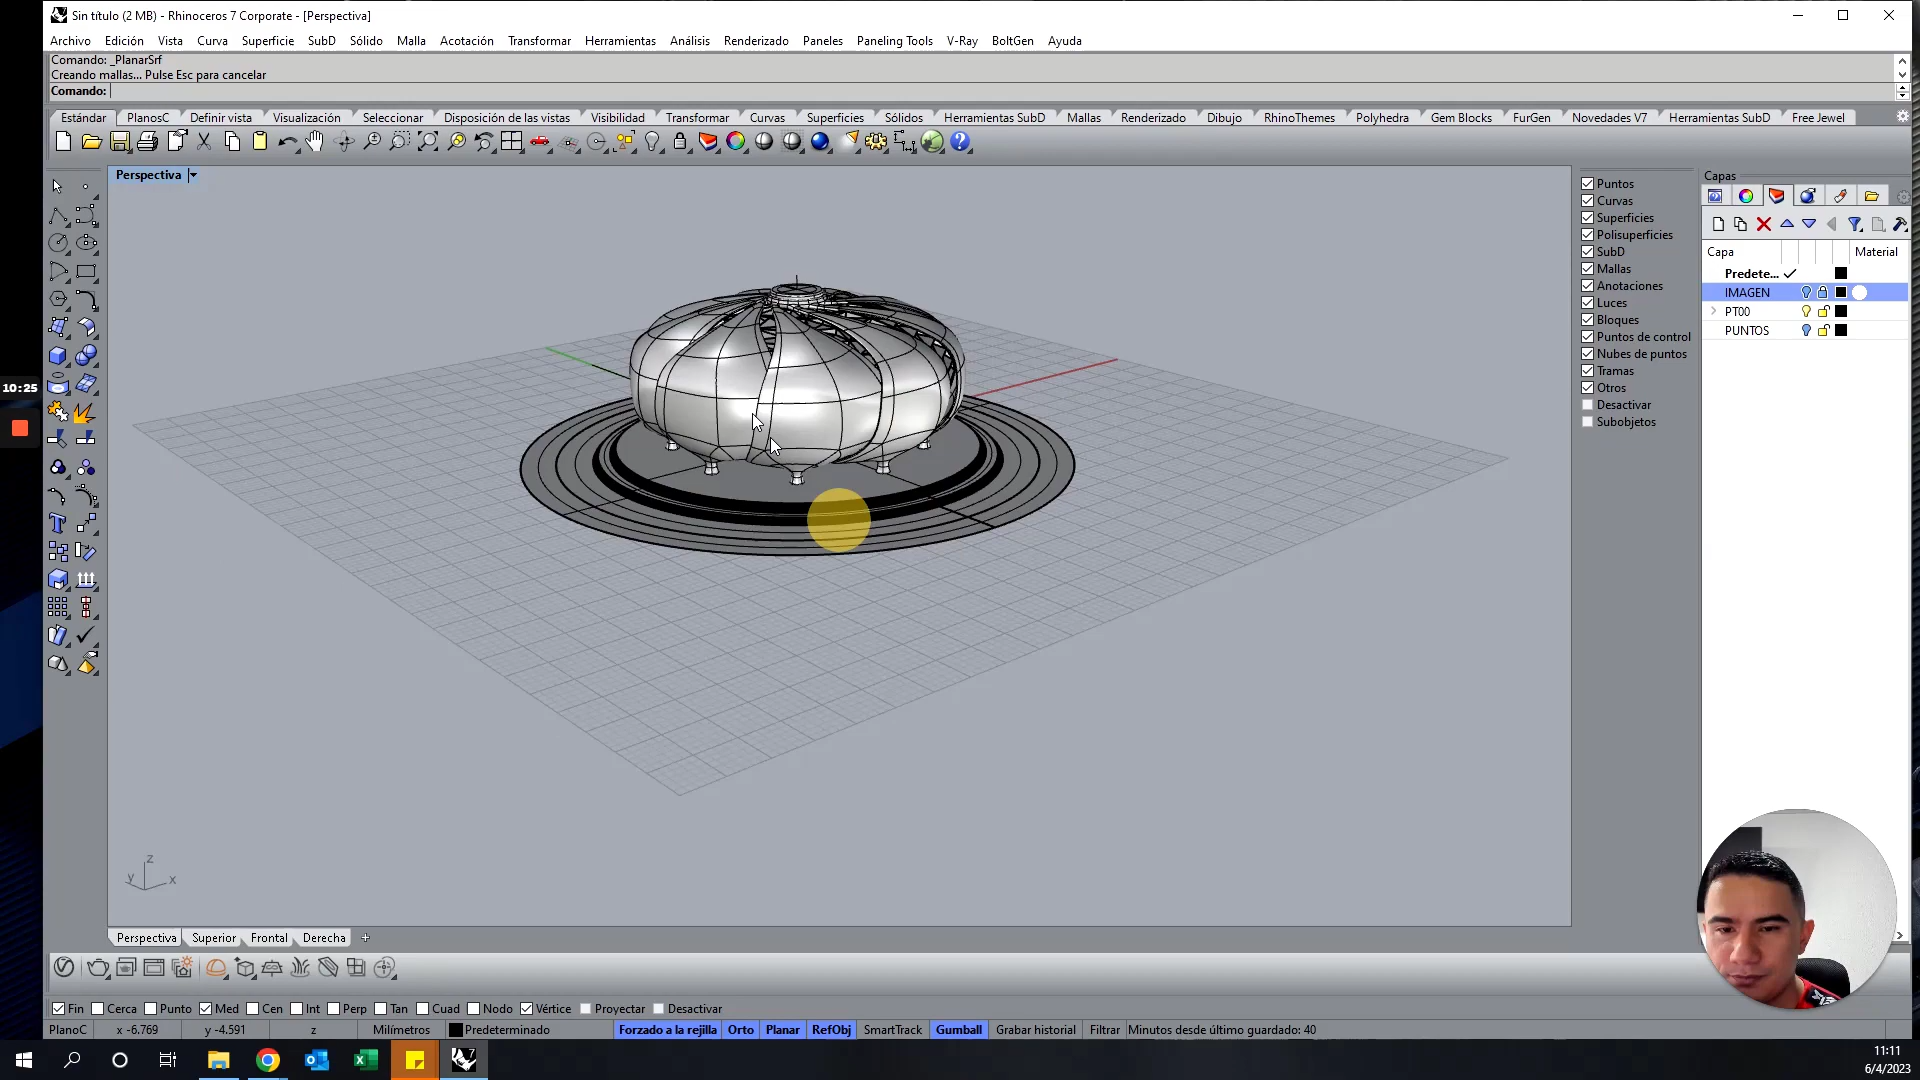 Sin título (2 MB) - Rhinoceros 7 Corporate - [Perspectiva]
Archivo Edición Vista Curva Superficie SubD Sólido Malla Acotación Transformar Herramientas Análisis Renderizado Paneles Paneling Tools V-Ray BoltGen Ayuda
Comando: _PlanarSrf
Creando mallas... Pulse Esc para cancelar
Comando:
Estándar PlanosC Definir vista Visualización Seleccionar Disposición de las vistas Visibilidad Transformar Curvas Superficies Sólidos Herramientas SubD Mallas Renderizado Dibujo RhinoThemes Polyhedra Gem Blocks FurGen Novedades V7 Herramientas SubD Free Jewel
Perspectiva
Puntos
Curvas
Superficies
Polisuperficies
SubD
Mallas
Anotaciones
Luces
Bloques
Puntos de control
Nubes de puntos
Tramas
Otros
Desactivar
Subobjetos
Capas
Capa Material
Predete...
IMAGEN
PT00
PUNTOS
10:25
z
y x
Perspectiva Superior Frontal Derecha
Fin Cerca Punto Med Cen Int Perp Tan Cuad Nodo Vértice Proyectar Desactivar
PlanoC x -6.769 y -4.591 z Milímetros Predeterminado Forzado a la rejilla Orto Planar RefObj SmartTrack Gumball Grabar historial Filtrar Minutos desde último guardado: 40
11:11
6/4/2023